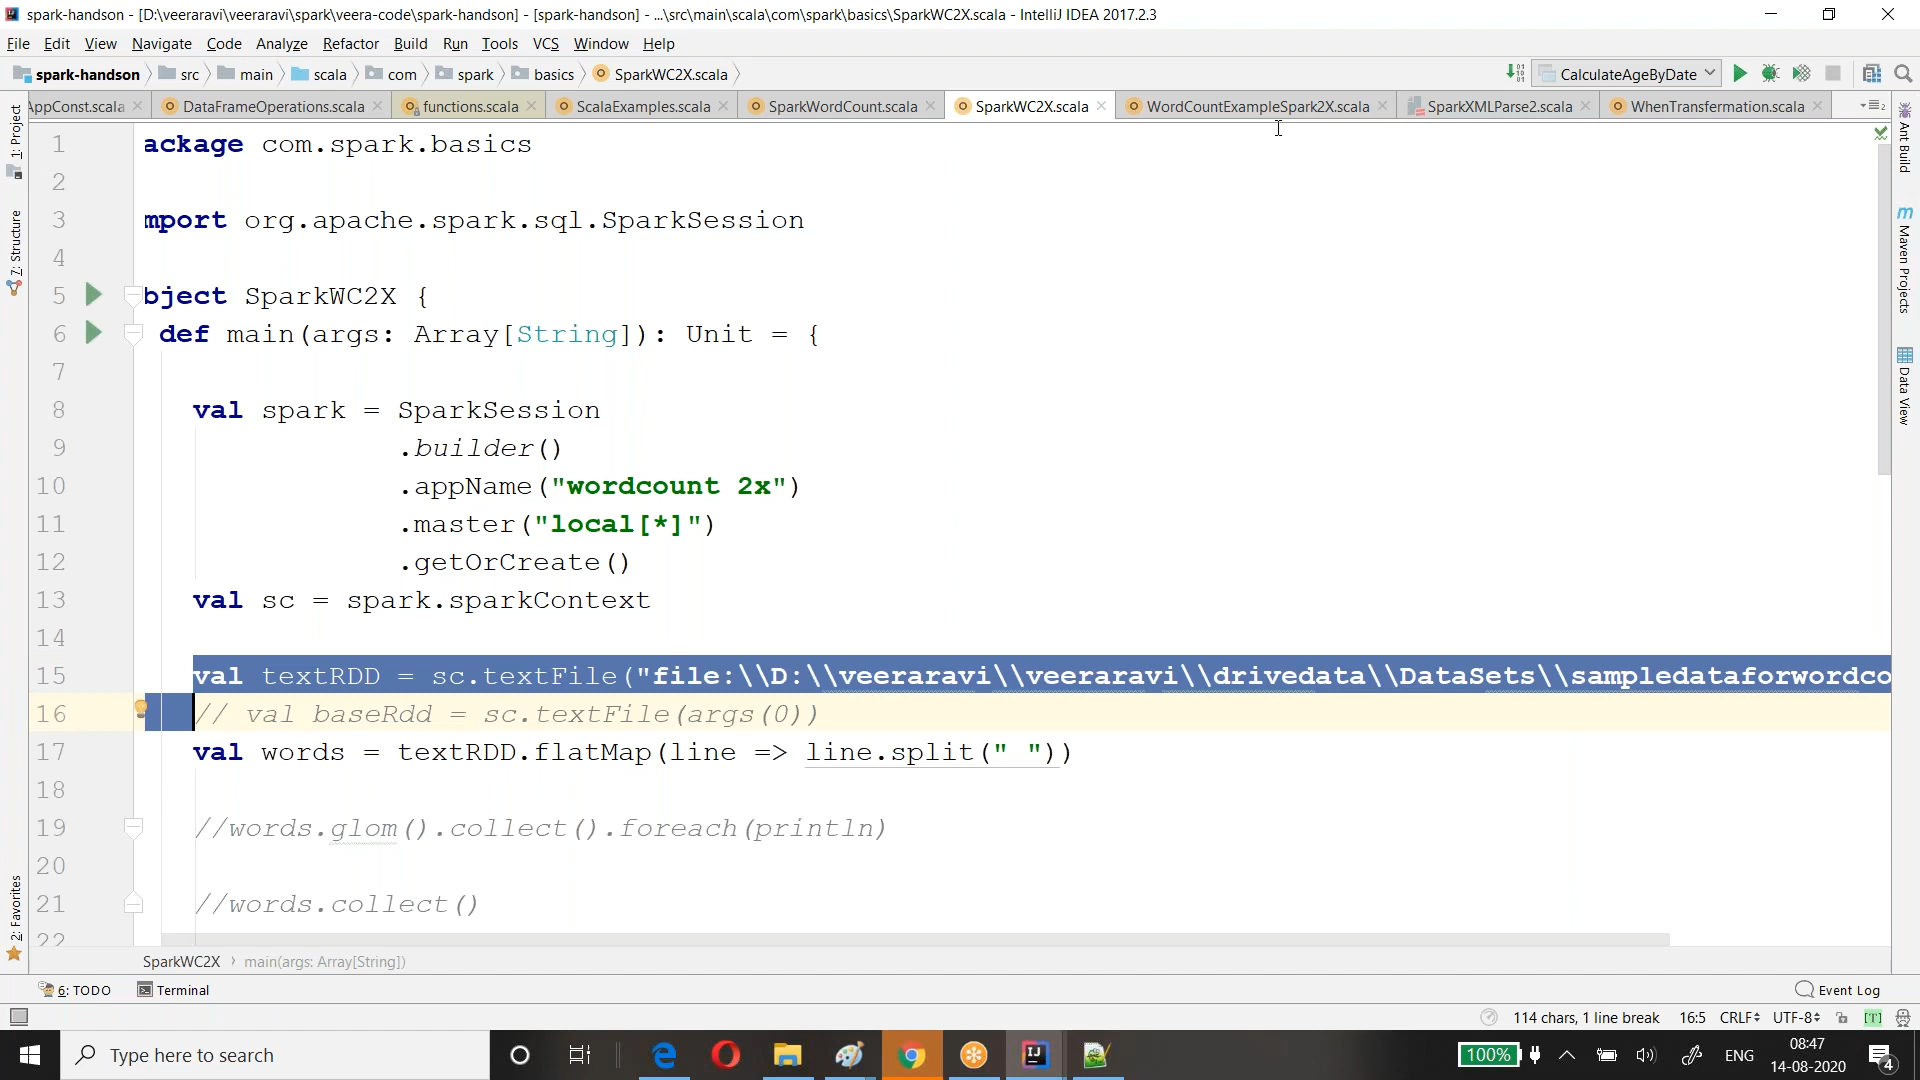 spark-handson - [D:\veeraravi\veeraravi\spark\veera-code\spark-handson] - [spark-handson] - ...\src\main\scala\com\spark\basics\SparkWC2X.scala - IntelliJ IDEA 2017.2.3
File Edit View Navigate Code Analyze Refactor Build Run Tools VCS Window Help
spark-handson src main scala com spark basics SparkWC2X.scala CalculateAgeByDate
AppConst.scala DataFrameOperations.scala functions.scala ScalaExamples.scala SparkWordCount.scala SparkWC2X.scala WordCountExampleSpark2X.scala SparkXMLParse2.scala WhenTransfermation.scala
1: Project
7: Structure
2: Favorites
1 ackage com.spark.basics
2
3 mport org.apache.spark.sql.SparkSession
4
5 bject SparkWC2X {
6 def main(args: Array[String]): Unit = {
7
8 val spark = SparkSession
9 .builder()
10 .appName("wordcount 2x")
11 .master("local[*]")
12 .getOrCreate()
13 val sc = spark.sparkContext
14
15 val textRDD = sc.textFile("file:\\D:\\veeraravi\\veeraravi\\drivedata\\DataSets\\sampledataforwordco
16 // val baseRdd = sc.textFile(args(0))
17 val words = textRDD.flatMap(line => line.split(" "))
18
19 //words.glom().collect().foreach(println)
20
21 //words.collect()
22
Ant Build
Maven Projects
Data View
SparkWC2X main(args: Array[String])
6: TODO Terminal Event Log
114 chars, 1 line break 16:5 CRLF UTF-8 [T]
Type here to search
100% ENG 08:47
14-08-2020
4